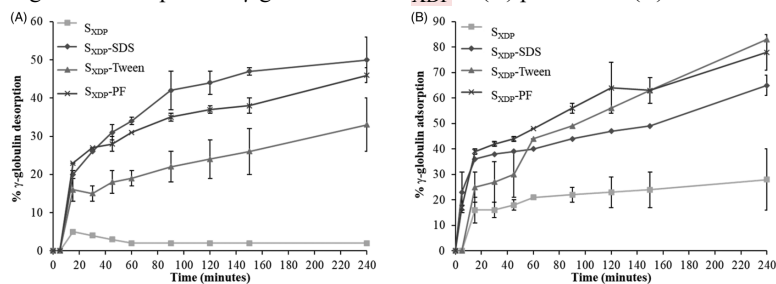 XDP
(A)
60
50
40
30
20
10
0
% γ-globulin desorption
S_XDP
S_XDP-SDS
S_XDP-Tween
S_XDP-PF
0 20 40 60 80 100 120 140 160 180 200 220 240
Time (minutes)
(B)
90
80
70
60
50
40
30
20
10
0
% γ-globulin adsorption
S_XDP
S_XDP-SDS
S_XDP-Tween
S_XDP-PF
0 20 40 60 80 100 120 140 160 180 200 220 240
Time (minutes)